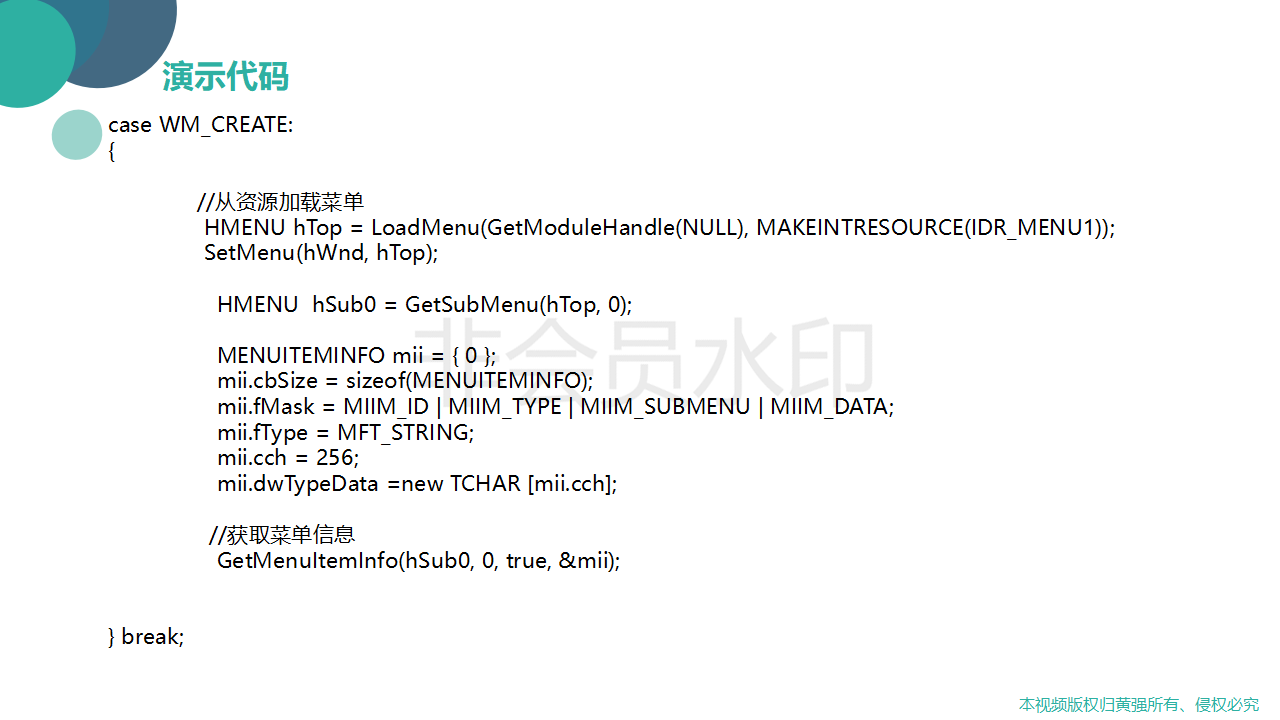 演示代码
case WM_CREATE:
{
//从资源加载菜单
HMENU hTop = LoadMenu(GetModuleHandle(NULL), MAKEINTRESOURCE(IDR_MENU1));
SetMenu(hWnd, hTop);
HMENU  hSub0 = GetSubMenu(hTop, 0);
非会员水印
MENUITEMINFO mii = { 0 };
mii.cbSize = sizeof(MENUITEMINFO);
mii.fMask = MIIM_ID | MIIM_TYPE | MIIM_SUBMENU | MIIM_DATA;
mii.fType = MFT_STRING;
mii.cch = 256;
mii.dwTypeData =new TCHAR [mii.cch];
//获取菜单信息
GetMenuItemInfo(hSub0, 0, true, &mii);
} break;
本视频版权归黄强所有、侵权必究